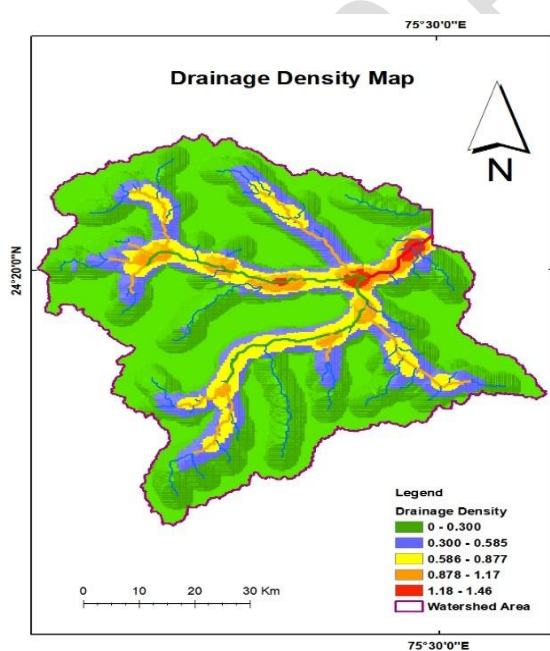 75°30'0"E
Drainage Density Map
N
24°20'0"N
Legend
Drainage Density
0 - 0.300
0.300 - 0.585
0.586 - 0.877
0.878 - 1.17
1.18 - 1.46
Watershed Area
0 10 20 30 Km
75°30'0"E